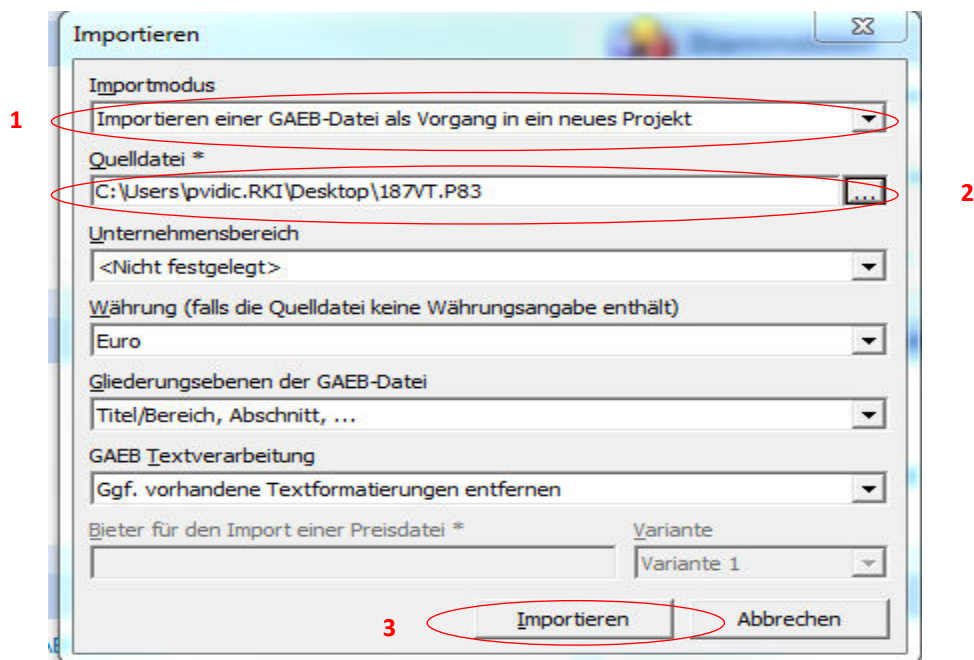 Importieren
Importmodus
1
Importieren einer GAEB-Datei als Vorgang in ein neues Projekt
Quelldatei *
C:\Users\pvidic.RKI\Desktop\187VT.P83
...
2
Unternehmensbereich
<Nicht festgelegt>
Währung (falls die Quelldatei keine Währungsangabe enthält)
Euro
Gliederungsebenen der GAEB-Datei
Titel/Bereich, Abschnitt, ...
GAEB Textverarbeitung
Ggf. vorhandene Textformatierungen entfernen
Bieter für den Import einer Preisdatei * Variante
Variante 1
3 Importieren Abbrechen